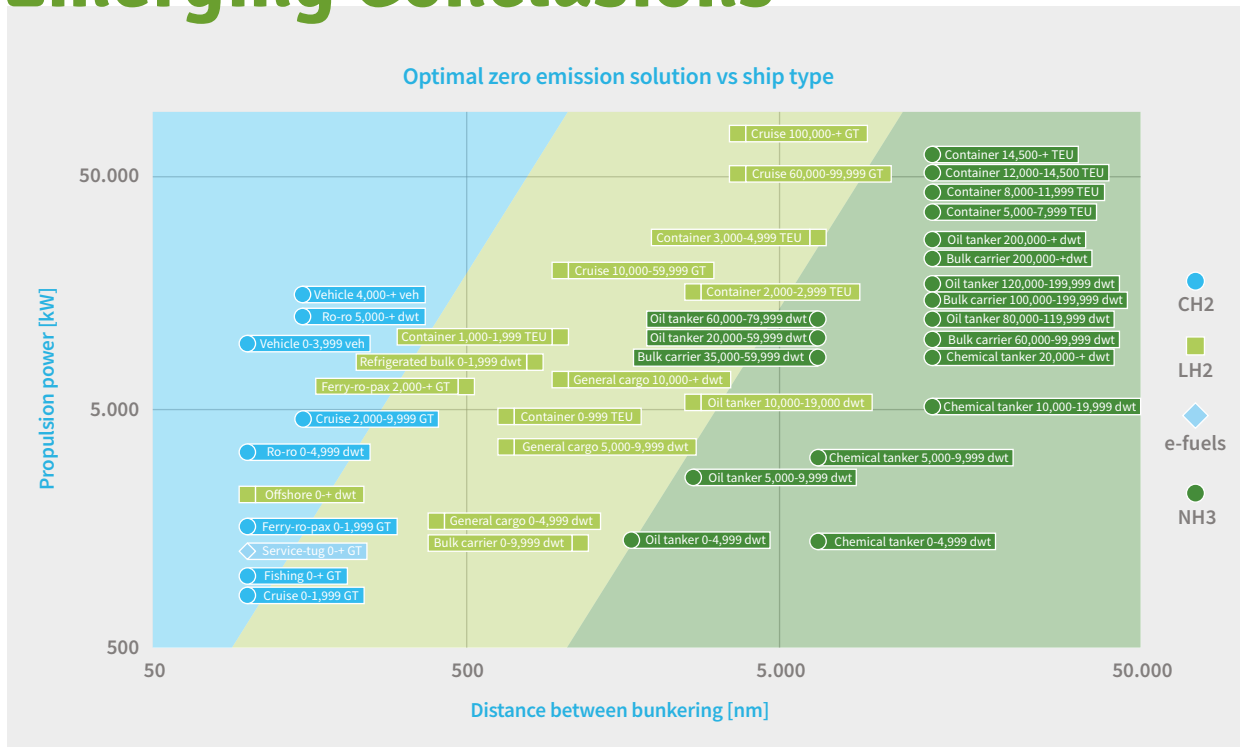 Emerging Conclusions
Optimal zero emission solution vs ship type
Propulsion power [kW]
50.000
5.000
500
Cruise 100,000-+ GT
Container 14,500-+ TEU
Cruise 60,000-99,999 GT
Container 12,000-14,500 TEU
Container 8,000-11,999 TEU
Container 5,000-7,999 TEU
Container 3,000-4,999 TEU
Oil tanker 200,000-+ dwt
Bulk carrier 200,000-+dwt
Cruise 10,000-59,999 GT
Oil tanker 120,000-199,999 dwt
Vehicle 4,000-+ veh
Container 2,000-2,999 TEU
Bulk carrier 100,000-199,999 dwt
Ro-ro 5,000-+ dwt
Oil tanker 60,000-79,999 dwt
Oil tanker 80,000-119,999 dwt
Container 1,000-1,999 TEU
Oil tanker 20,000-59,999 dwt
Bulk carrier 60,000-99,999 dwt
Vehicle 0-3,999 veh
Refrigerated bulk 0-1,999 dwt
Bulk carrier 35,000-59,999 dwt
Chemical tanker 20,000-+ dwt
Ferry-ro-pax 2,000-+ GT
General cargo 10,000-+ dwt
Oil tanker 10,000-19,000 dwt
Chemical tanker 10,000-19,999 dwt
Cruise 2,000-9,999 GT
Container 0-999 TEU
Ro-ro 0-4,999 dwt
General cargo 5,000-9,999 dwt
Chemical tanker 5,000-9,999 dwt
Oil tanker 5,000-9,999 dwt
Offshore 0-+ dwt
Ferry-ro-pax 0-1,999 GT
General cargo 0-4,999 dwt
Service-tug 0-+ GT
Bulk carrier 0-9,999 dwt
Oil tanker 0-4,999 dwt
Chemical tanker 0-4,999 dwt
Fishing 0-+ GT
Cruise 0-1,999 GT
50
500
5.000
50.000
Distance between bunkering [nm]
CH2
LH2
e-fuels
NH3